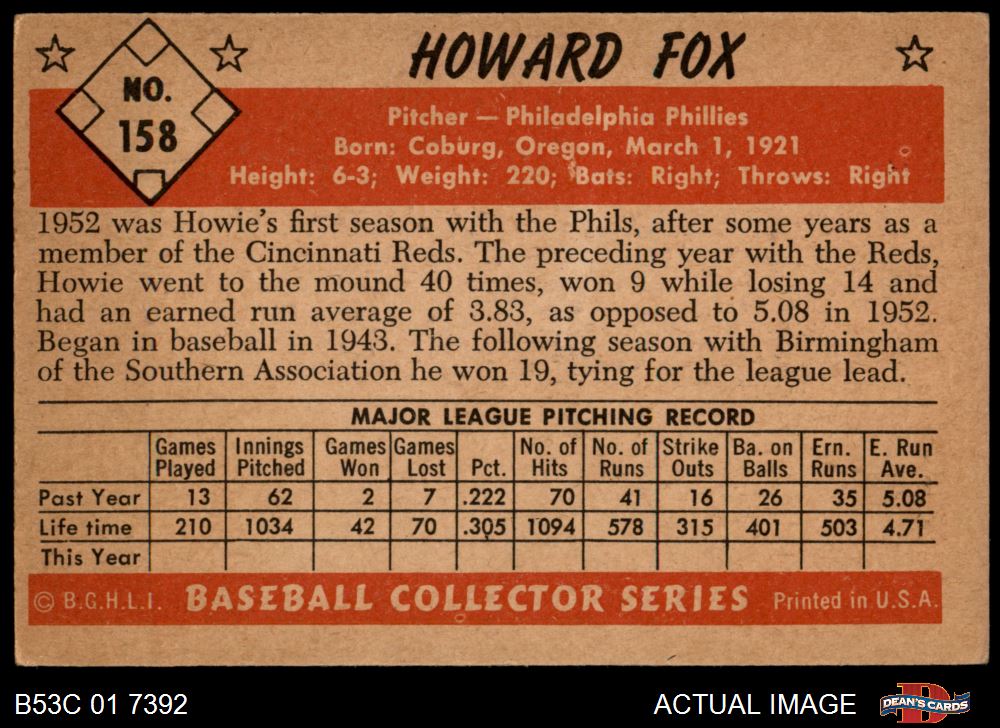 HOWARD FOX
NO.
158
Pitcher — Philadelphia Phillies
Born: Coburg, Oregon, March 1, 1921
Height: 6-3; Weight: 220; Bats: Right; Throws: Right
1952 was Howie's first season with the Phils, after some years as a
member of the Cincinnati Reds. The preceding year with the Reds,
Howie went to the mound 40 times, won 9 while losing 14 and
had an earned run average of 3.83, as opposed to 5.08 in 1952.
Began in baseball in 1943. The following season with Birmingham
of the Southern Association he won 19, tying for the league lead.
MAJOR LEAGUE PITCHING RECORD
Games Innings Games Games No. of No. of Strike Ba. on Ern. E. Run
Played Pitched Won Lost Pct. Hits Runs Outs Balls Runs Ave.
Past Year 13 62 2 7 .222 70 41 16 26 35 5.08
Life time 210 1034 42 70 .305 1094 578 315 401 503 4.71
This Year
© B.G.H.L.I. BASEBALL COLLECTOR SERIES Printed in U.S.A.
B53C 01 7392 ACTUAL IMAGE DEAN'S CARDS